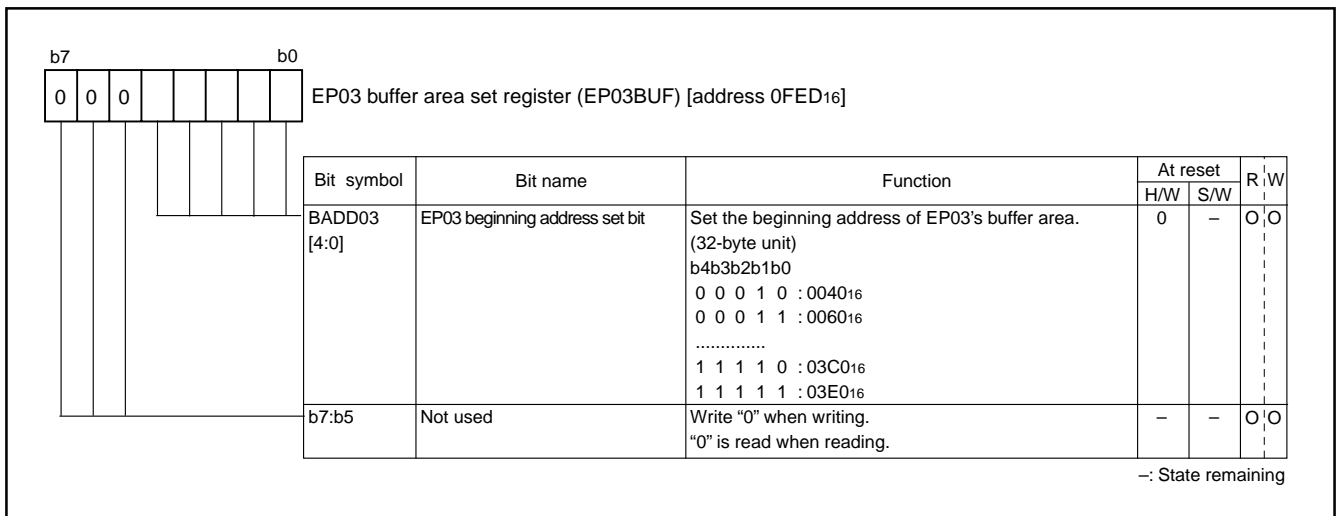 b7 b0
0 0 0
EP03 buffer area set register (EP03BUF) [address 0FED16]
Bit symbol Bit name Function At reset R W
H/W S/W
BADD03 EP03 beginning address set bit Set the beginning address of EP03's buffer area. 0 – O O
[4:0] (32-byte unit)
b4b3b2b1b0
0 0 0 1 0 : 004016
0 0 0 1 1 : 006016
..............
1 1 1 1 0 : 03C016
1 1 1 1 1 : 03E016
b7:b5 Not used Write “0” when writing. – – O O
“0” is read when reading.
–: State remaining